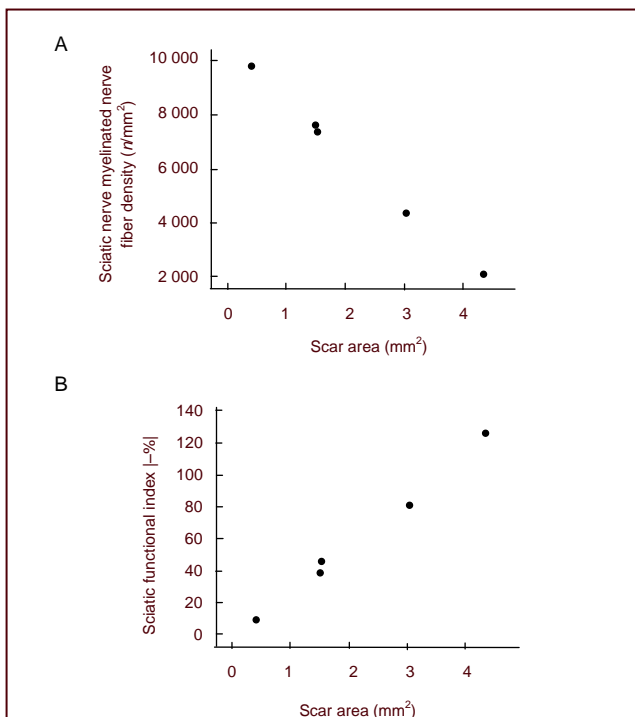 A
10 000
8 000
6 000
4 000
2 000
Sciatic nerve myelinated nerve
fiber density (n/mm²)
0 1 2 3 4
Scar area (mm²)
B
140
120
100
80
60
40
20
0
Sciatic functional index |–%|
0 1 2 3 4
Scar area (mm²)